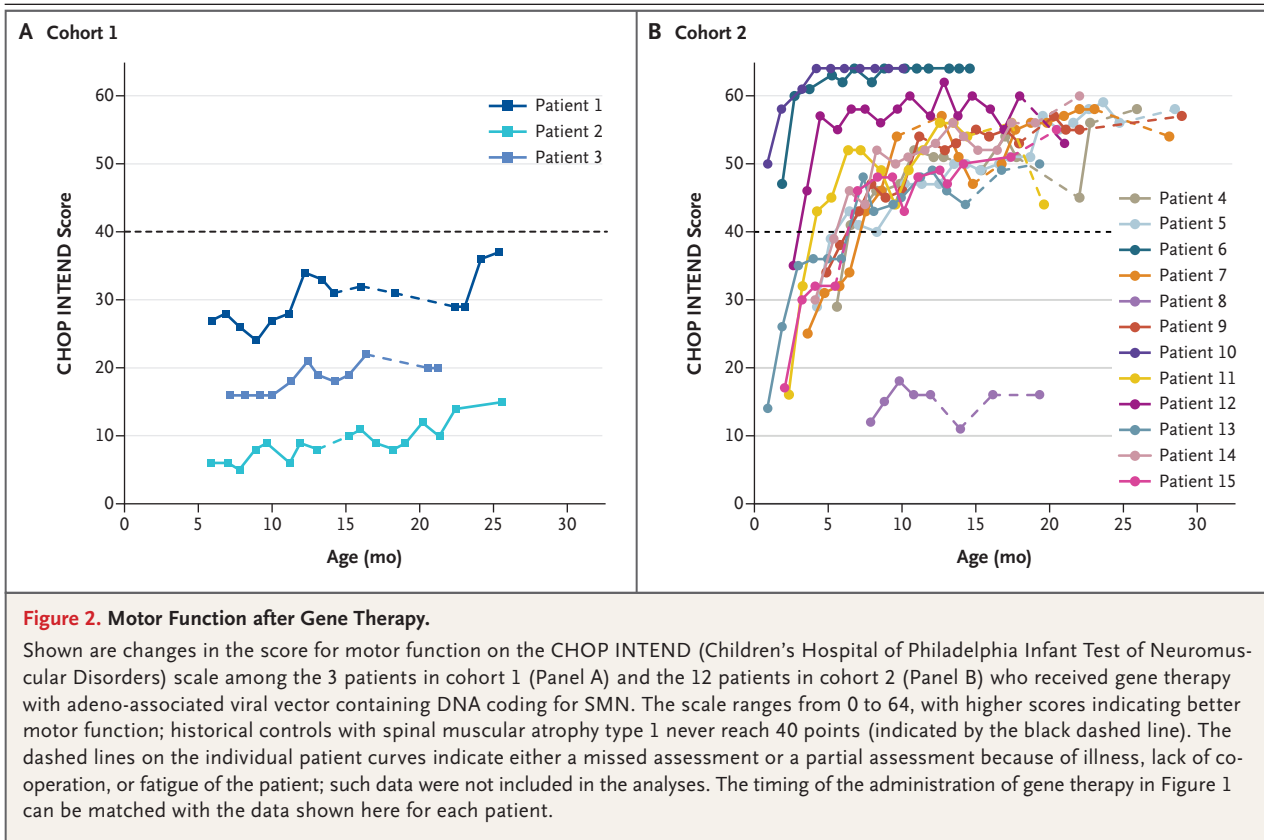 A Cohort 1
CHOP INTEND Score
60
50
40
30
20
10
0
0 5 10 15 20 25 30
Age (mo)
Patient 1
Patient 2
Patient 3
B Cohort 2
CHOP INTEND Score
60
50
40
30
20
10
0
0 5 10 15 20 25 30
Age (mo)
Patient 4
Patient 5
Patient 6
Patient 7
Patient 8
Patient 9
Patient 10
Patient 11
Patient 12
Patient 13
Patient 14
Patient 15
Figure 2. Motor Function after Gene Therapy.
Shown are changes in the score for motor function on the CHOP INTEND (Children's Hospital of Philadelphia Infant Test of Neuromus-
cular Disorders) scale among the 3 patients in cohort 1 (Panel A) and the 12 patients in cohort 2 (Panel B) who received gene therapy
with adeno-associated viral vector containing DNA coding for SMN. The scale ranges from 0 to 64, with higher scores indicating better
motor function; historical controls with spinal muscular atrophy type 1 never reach 40 points (indicated by the black dashed line). The
dashed lines on the individual patient curves indicate either a missed assessment or a partial assessment because of illness, lack of co-
operation, or fatigue of the patient; such data were not included in the analyses. The timing of the administration of gene therapy in Figure 1
can be matched with the data shown here for each patient.